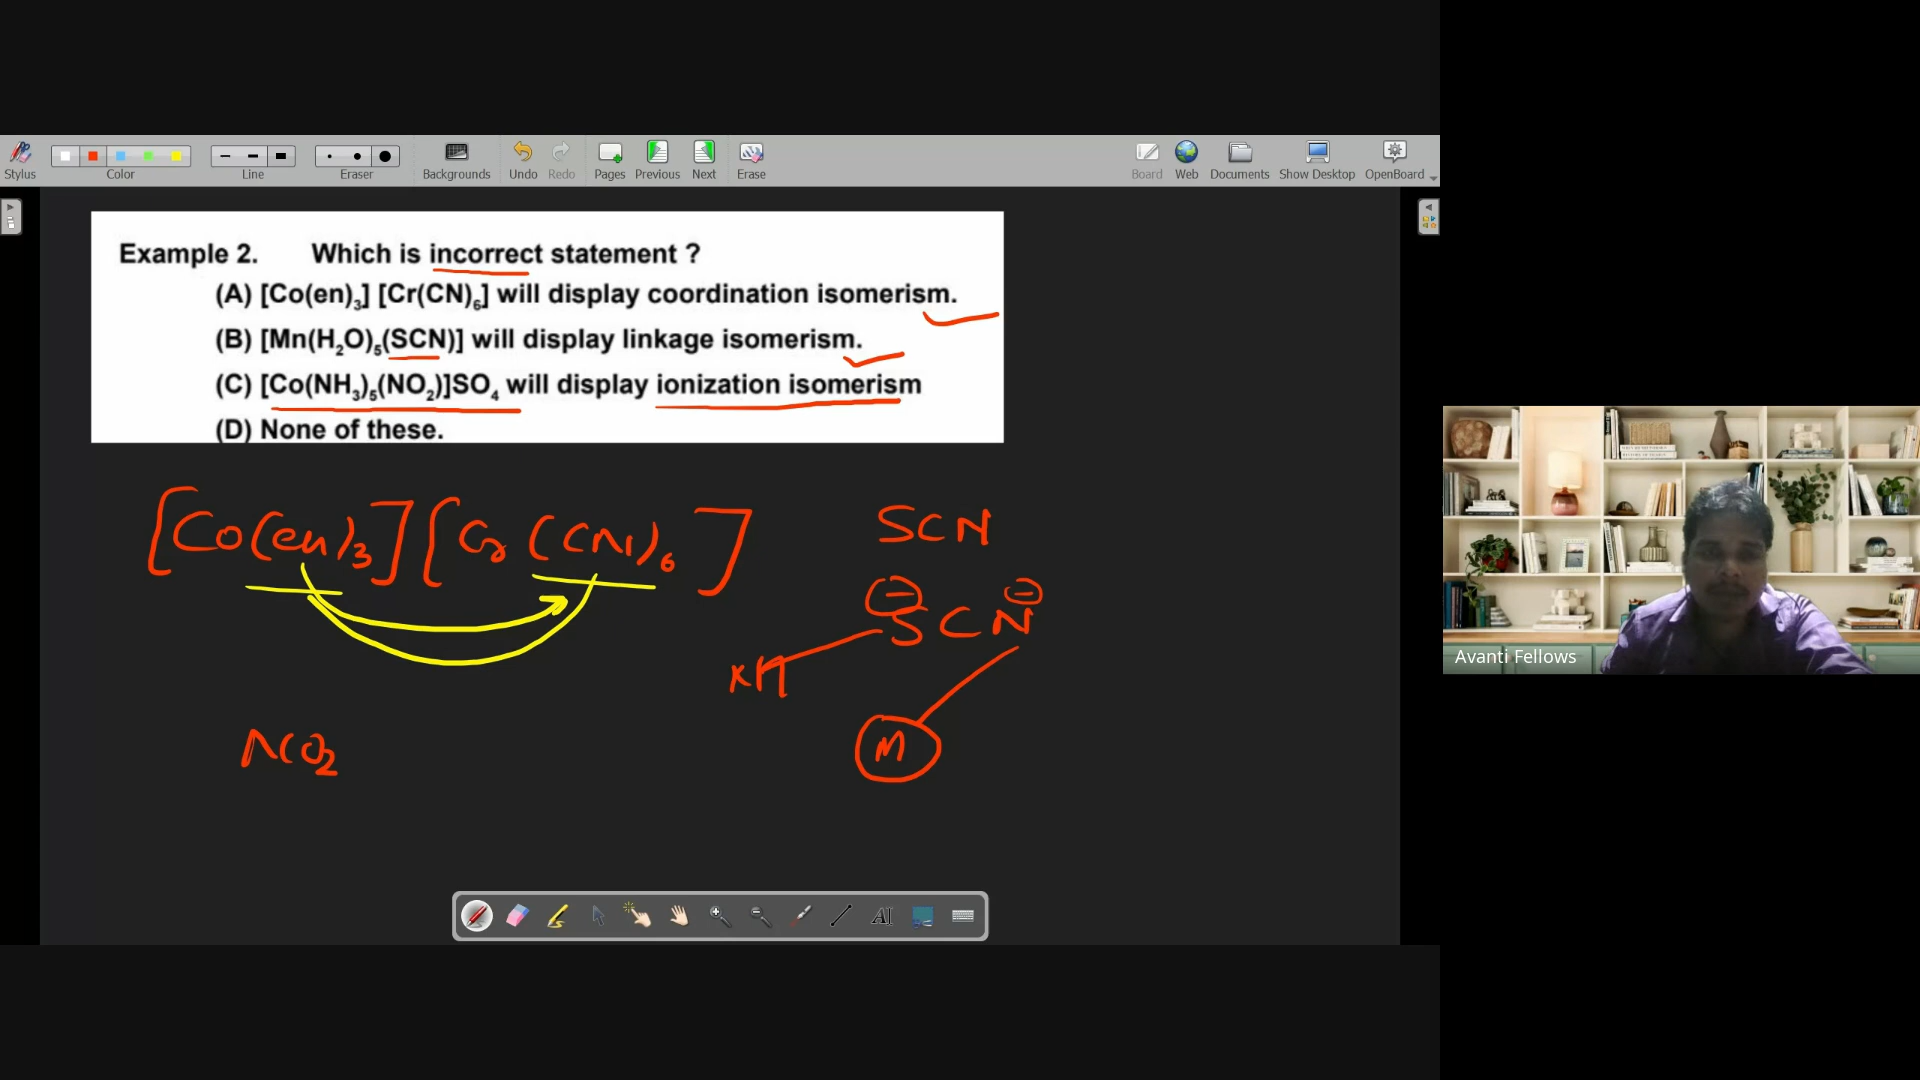 Stylus Color Line Eraser Backgrounds Undo Redo Pages Previous Next Erase Board Web Documents Show Desktop OpenBoard
Example 2. Which is incorrect statement ?
(A) [Co(en)₃] [Cr(CN)₆] will display coordination isomerism.
(B) [Mn(H₂O)₅(SCN)] will display linkage isomerism.
(C) [Co(NH₃)₅(NO₂)]SO₄ will display ionization isomerism
(D) None of these.
[Co(en)₃][Cr(CN)₆]
SCN
⊖ ⊖
SCN
M
NO₂
Avanti Fellows
AI